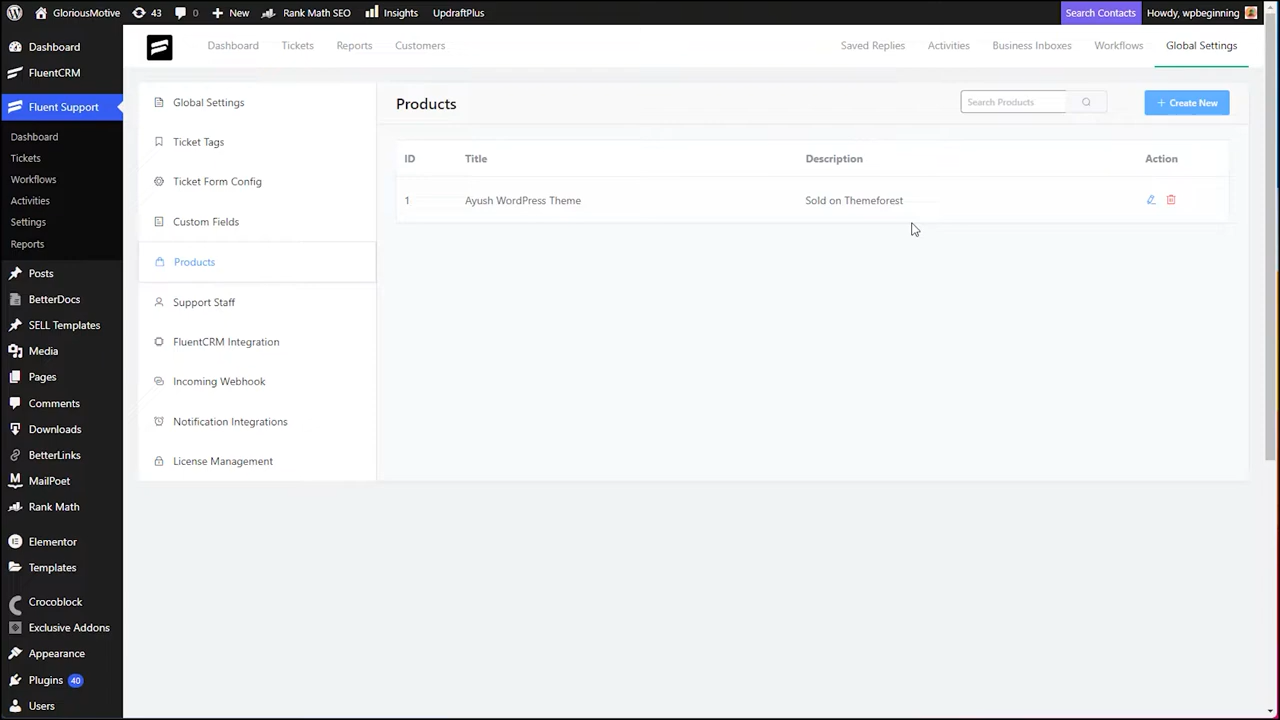 GloriousMotive 43 0 New Rank Math SEO Insights UpdraftPlus Search Contacts Howdy, wpbeginning
Dashboard
FluentCRM
Fluent Support
Dashboard
Tickets
Workflows
Activities
Settings
Reports
Posts
BetterDocs
SELL Templates
Media
Pages
Comments
Downloads
BetterLinks
MailPoet
Rank Math
Elementor
Templates
Crocoblock
Exclusive Addons
Appearance
Plugins 40
Users
Dashboard Tickets Reports Customers Saved Replies Activities Business Inboxes Workflows Global Settings
Global Settings
Ticket Tags
Ticket Form Config
Custom Fields
Products
Support Staff
FluentCRM Integration
Incoming Webhook
Notification Integrations
License Management
Products Search Products + Create New
ID Title Description Action
1 Ayush WordPress Theme Sold on Themeforest